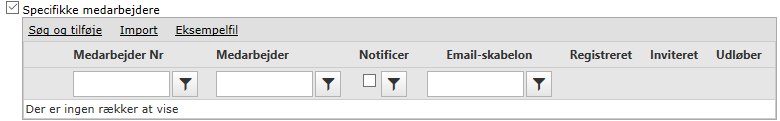 Specifikke medarbejdere
Søg og tilføje Import Eksempelfil
Medarbejder Nr Medarbejder Notificer Email-skabelon Registreret Inviteret Udløber
Der er ingen rækker at vise